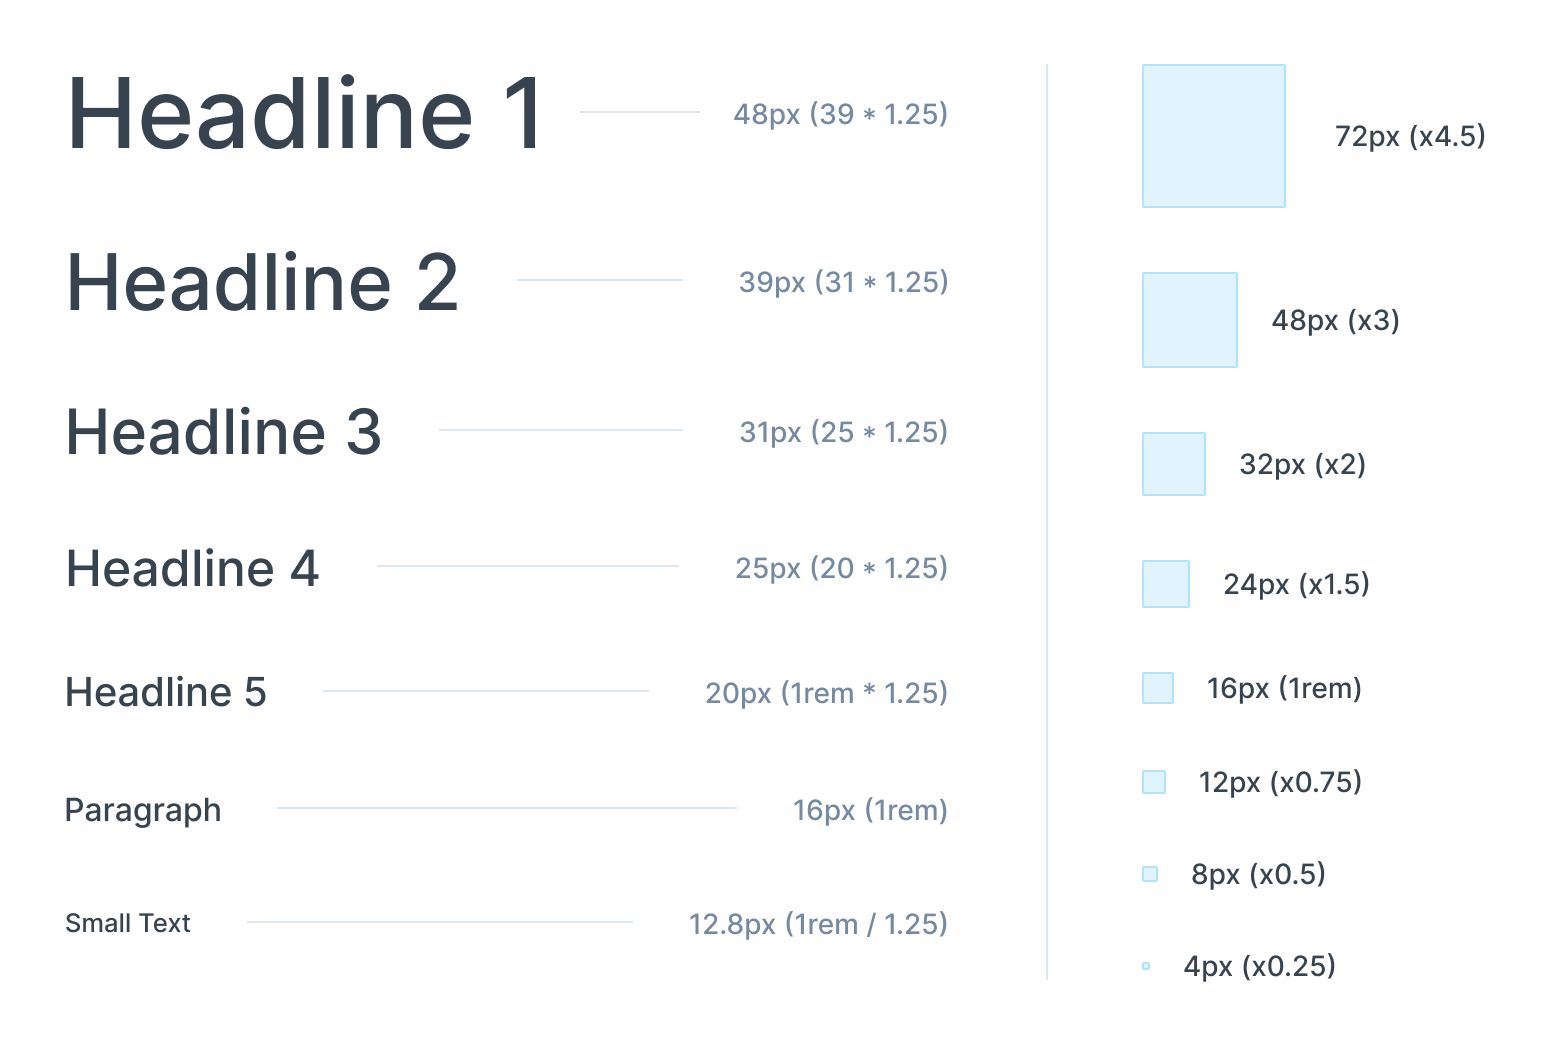 Headline 1 48px (39 * 1.25)
Headline 2 39px (31 * 1.25)
Headline 3 31px (25 * 1.25)
Headline 4 25px (20 * 1.25)
Headline 5 20px (1rem * 1.25)
Paragraph 16px (1rem)
Small Text 12.8px (1rem / 1.25)
72px (x4.5)
48px (x3)
32px (x2)
24px (x1.5)
16px (1rem)
12px (x0.75)
8px (x0.5)
4px (x0.25)